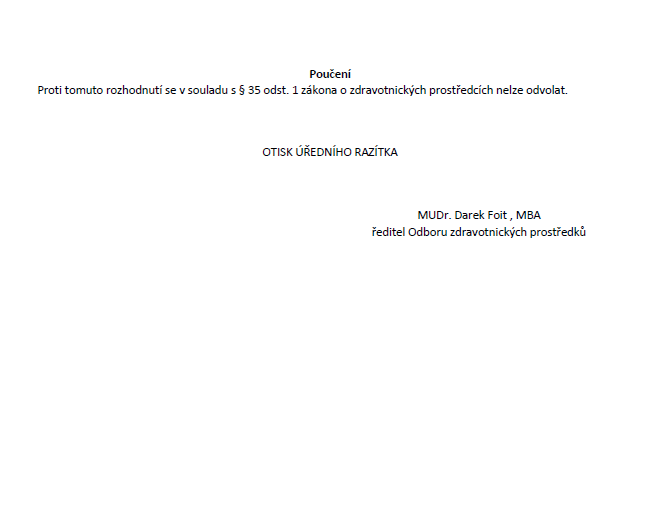 Poučení
Proti tomuto rozhodnutí se v souladu s § 35 odst. 1 zákona o zdravotnických prostředcích nelze odvolat.
OTISK ÚŘEDNÍHO RAZÍTKA
MUDr. Darek Foit , MBA
ředitel Odboru zdravotnických prostředků